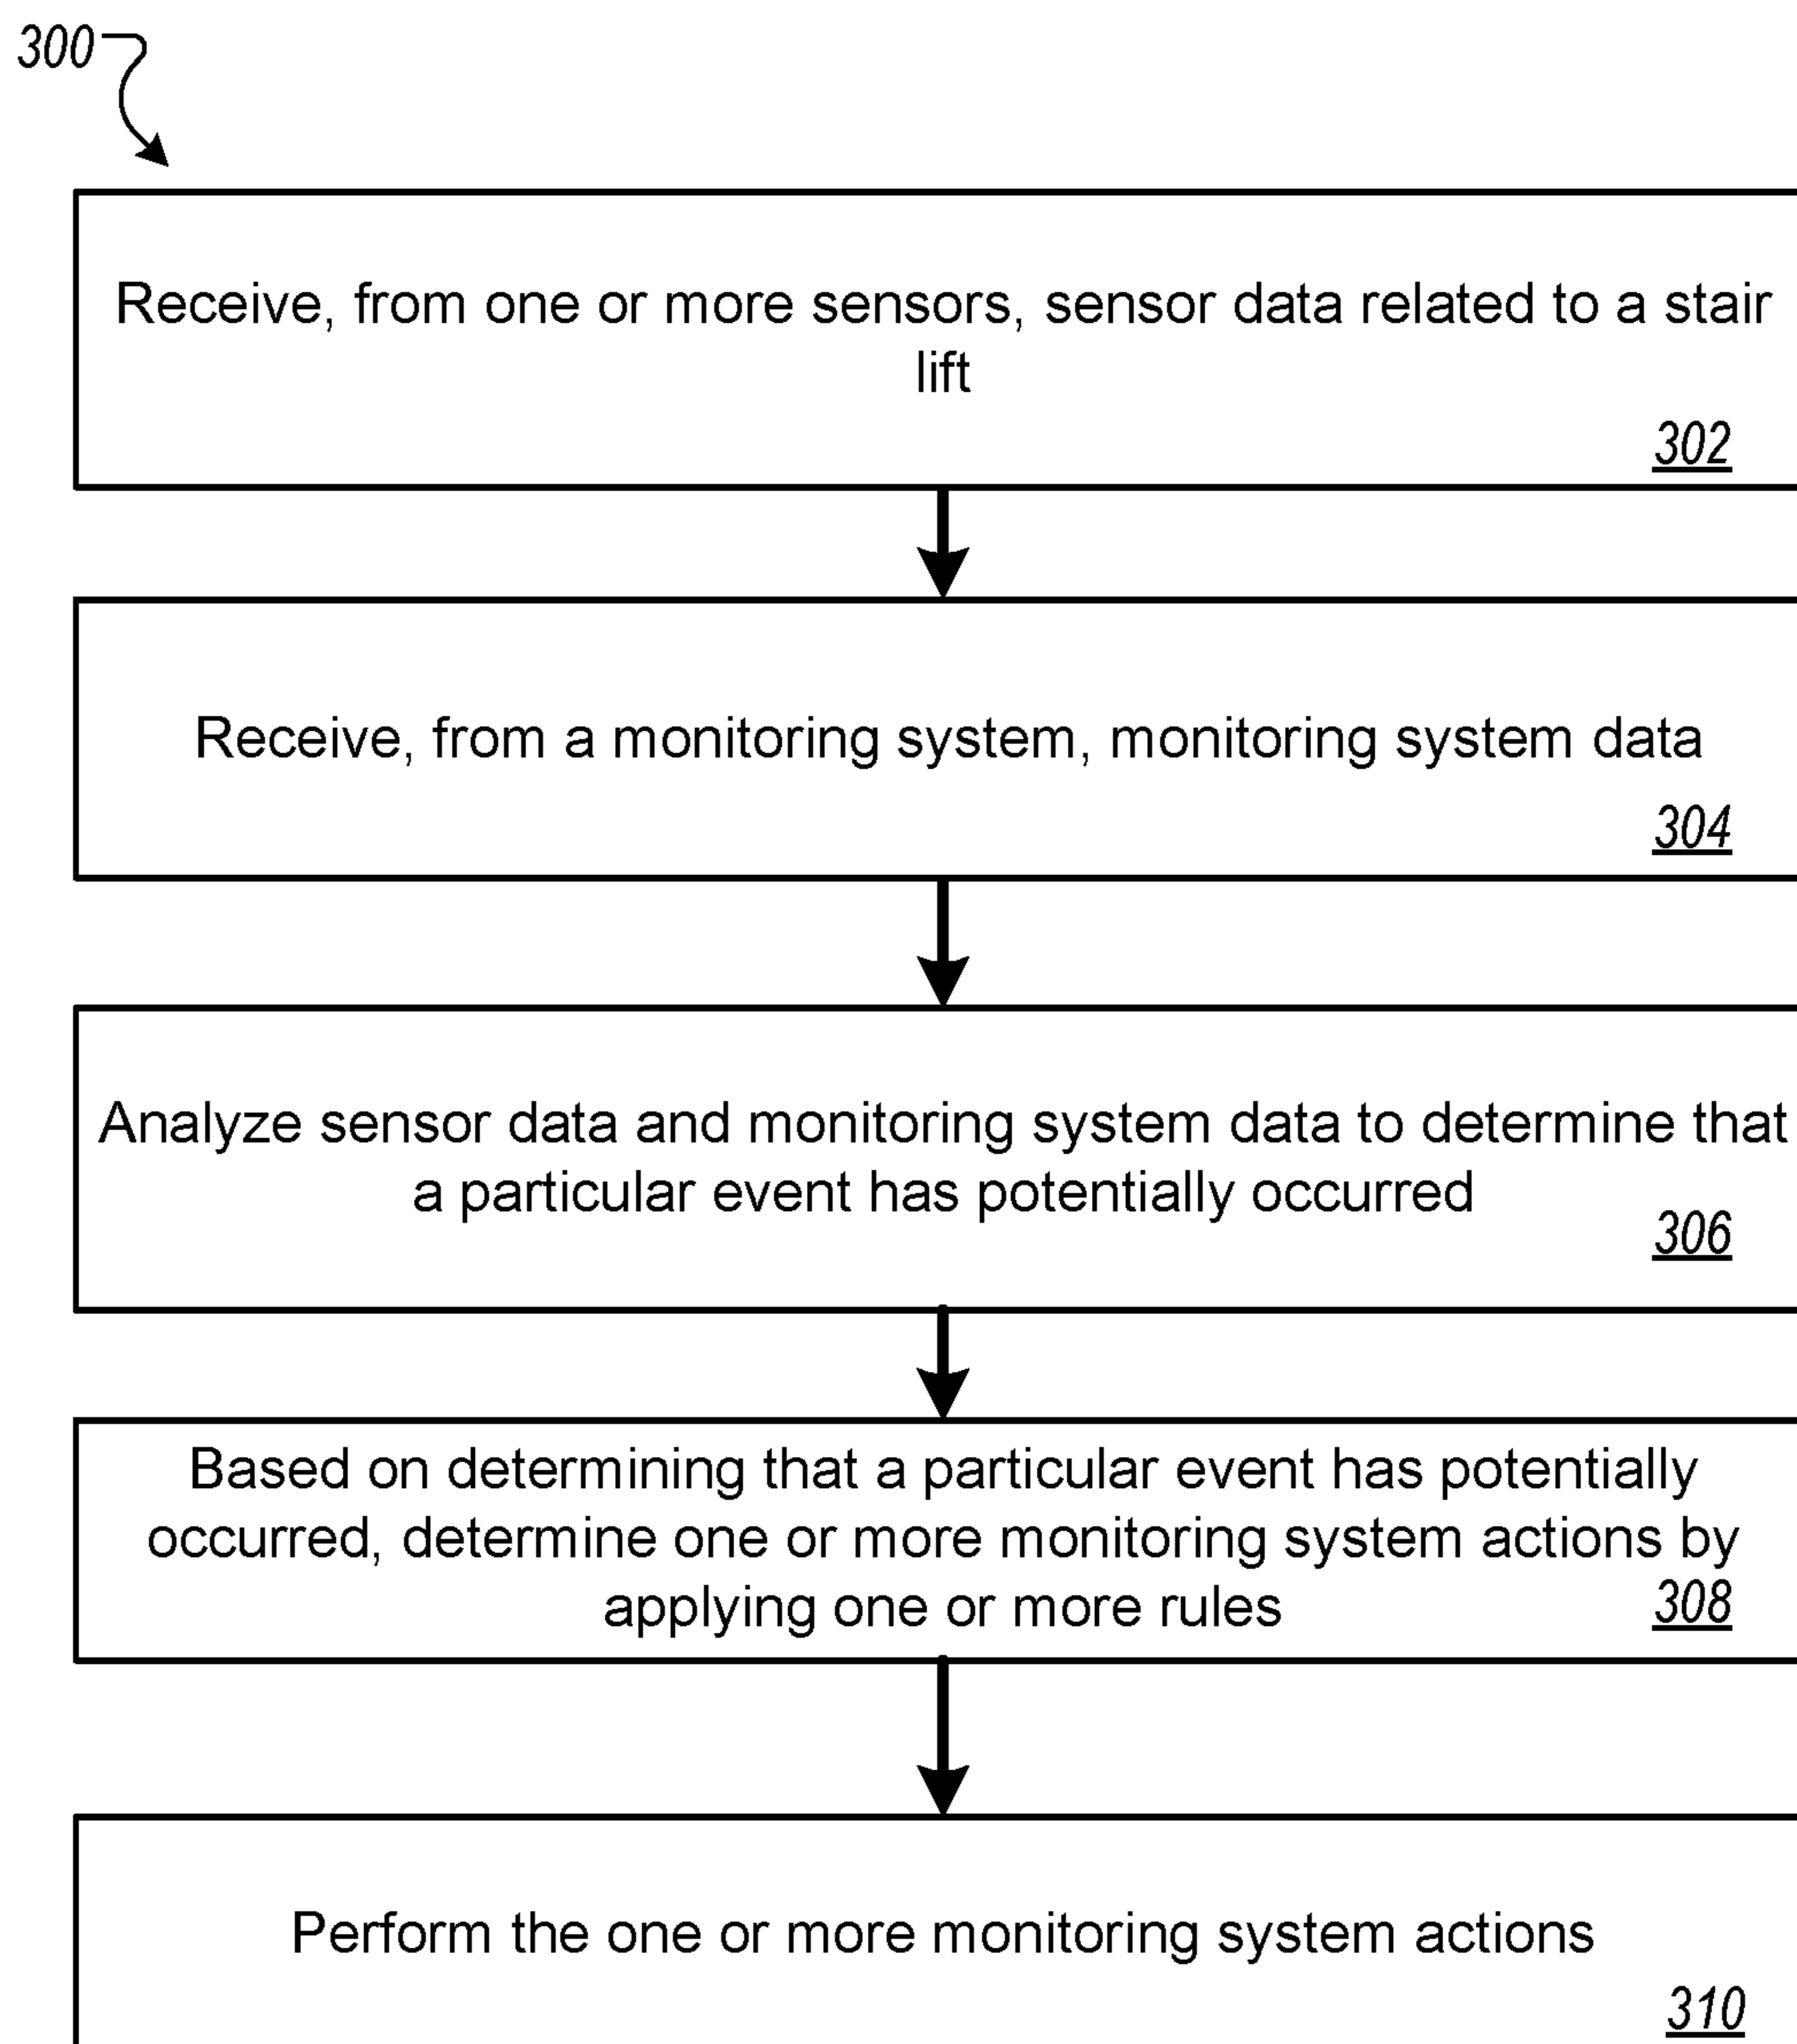 300
Receive, from one or more sensors, sensor data related to a stair
lift
302
Receive, from a monitoring system, monitoring system data
304
Analyze sensor data and monitoring system data to determine that
a particular event has potentially occurred
306
Based on determining that a particular event has potentially
occurred, determine one or more monitoring system actions by
applying one or more rules
308
Perform the one or more monitoring system actions
310